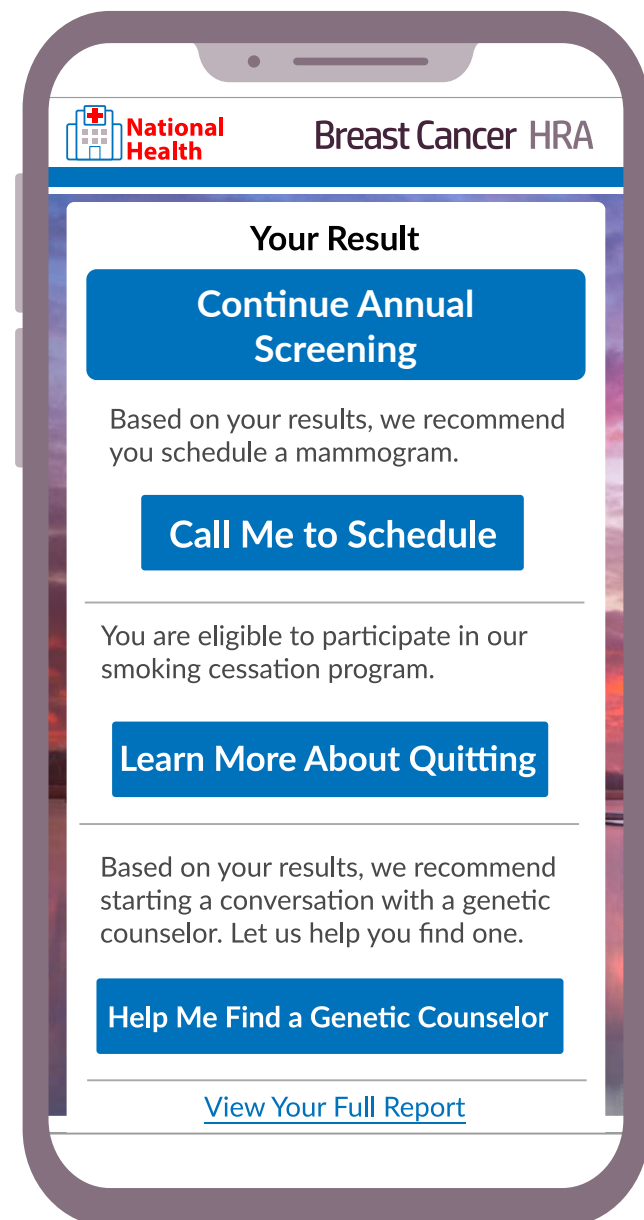 National
Health
Breast Cancer HRA
Your Result
Continue Annual
Screening
Based on your results, we recommend
you schedule a mammogram.
Call Me to Schedule
You are eligible to participate in our
smoking cessation program.
Learn More About Quitting
Based on your results, we recommend
starting a conversation with a genetic
counselor. Let us help you find one.
Help Me Find a Genetic Counselor
View Your Full Report